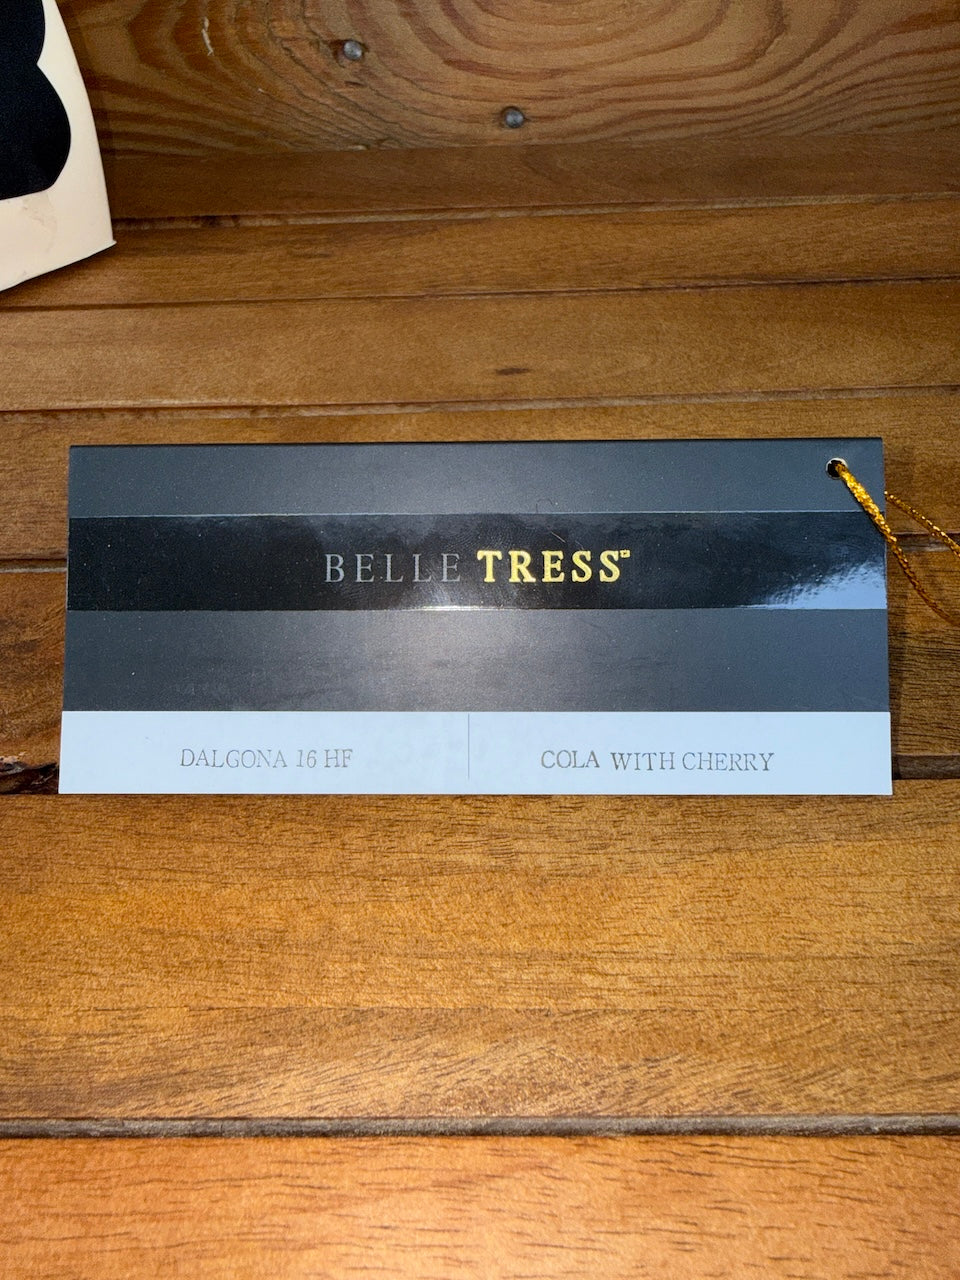 BELLE TRESS
DALGONA 16 HF
COLA WITH CHERRY